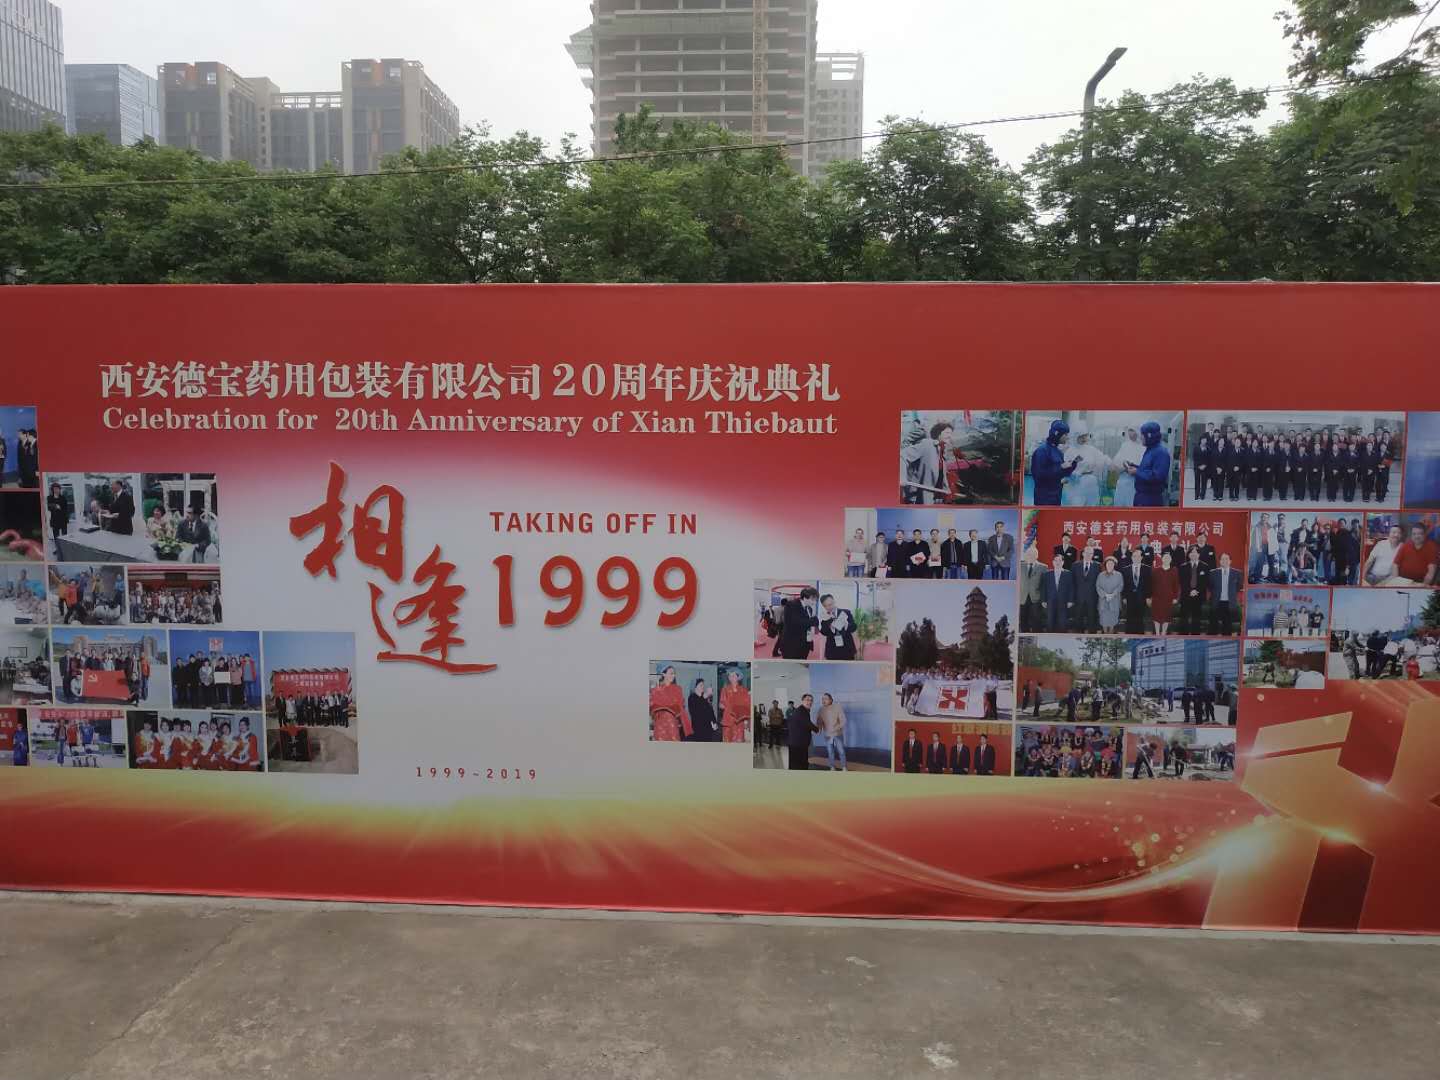 西安德宝药用包装有限公司20周年庆祝典礼
Celebration for 20th Anniversary of Xian Thiebaut
相逢
TAKING OFF IN
1999
1999~2019
西安德宝药用包装有限公司